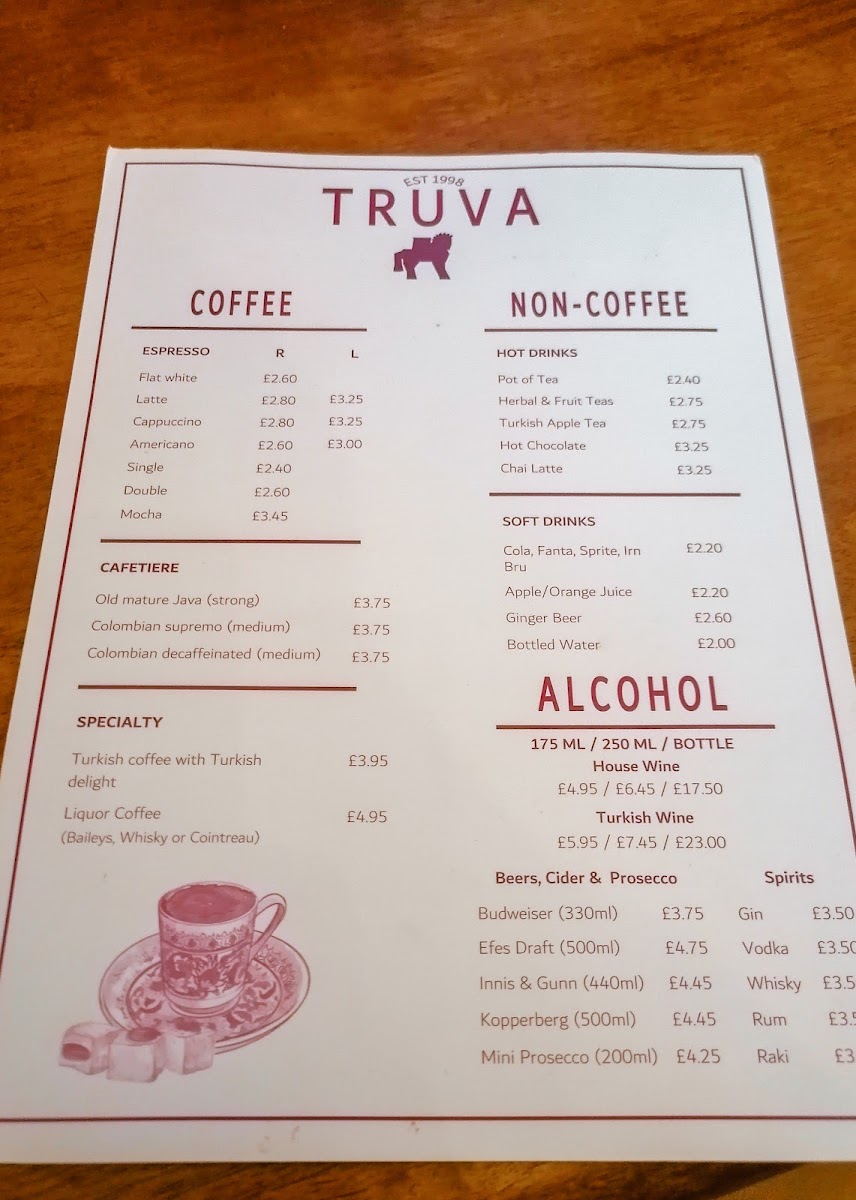 EST 1998
TRUVA
COFFEE
ESPRESSO R L
Flat white £2.60
Latte £2.80 £3.25
Cappuccino £2.80 £3.25
Americano £2.60 £3.00
Single £2.40
Double £2.60
Mocha £3.45
CAFETIERE
Old mature Java (strong) £3.75
Colombian supremo (medium) £3.75
Colombian decaffeinated (medium) £3.75
SPECIALTY
Turkish coffee with Turkish £3.95
delight
Liquor Coffee £4.95
(Baileys, Whisky or Cointreau)
NON-COFFEE
HOT DRINKS
Pot of Tea £2.40
Herbal & Fruit Teas £2.75
Turkish Apple Tea £2.75
Hot Chocolate £3.25
Chai Latte £3.25
SOFT DRINKS
Cola, Fanta, Sprite, Irn £2.20
Bru
Apple/Orange Juice £2.20
Ginger Beer £2.60
Bottled Water £2.00
ALCOHOL
175 ML / 250 ML / BOTTLE
House Wine
£4.95 / £6.45 / £17.50
Turkish Wine
£5.95 / £7.45 / £23.00
Beers, Cider & Prosecco Spirits
Budweiser (330ml) £3.75 Gin £3.50
Efes Draft (500ml) £4.75 Vodka £3.50
Innis & Gunn (440ml) £4.45 Whisky £3.5
Kopperberg (500ml) £4.45 Rum £3.5
Mini Prosecco (200ml) £4.25 Raki £3